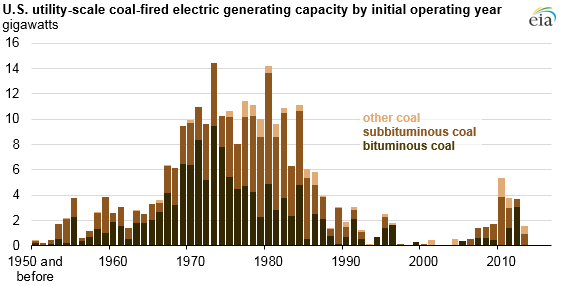 U.S. utility-scale coal-fired electric generating capacity by initial operating year
gigawatts
eia
16
14
12
10
8
6
4
2
0
other coal
subbituminous coal
bituminous coal
1950 and before
1960
1970
1980
1990
2000
2010